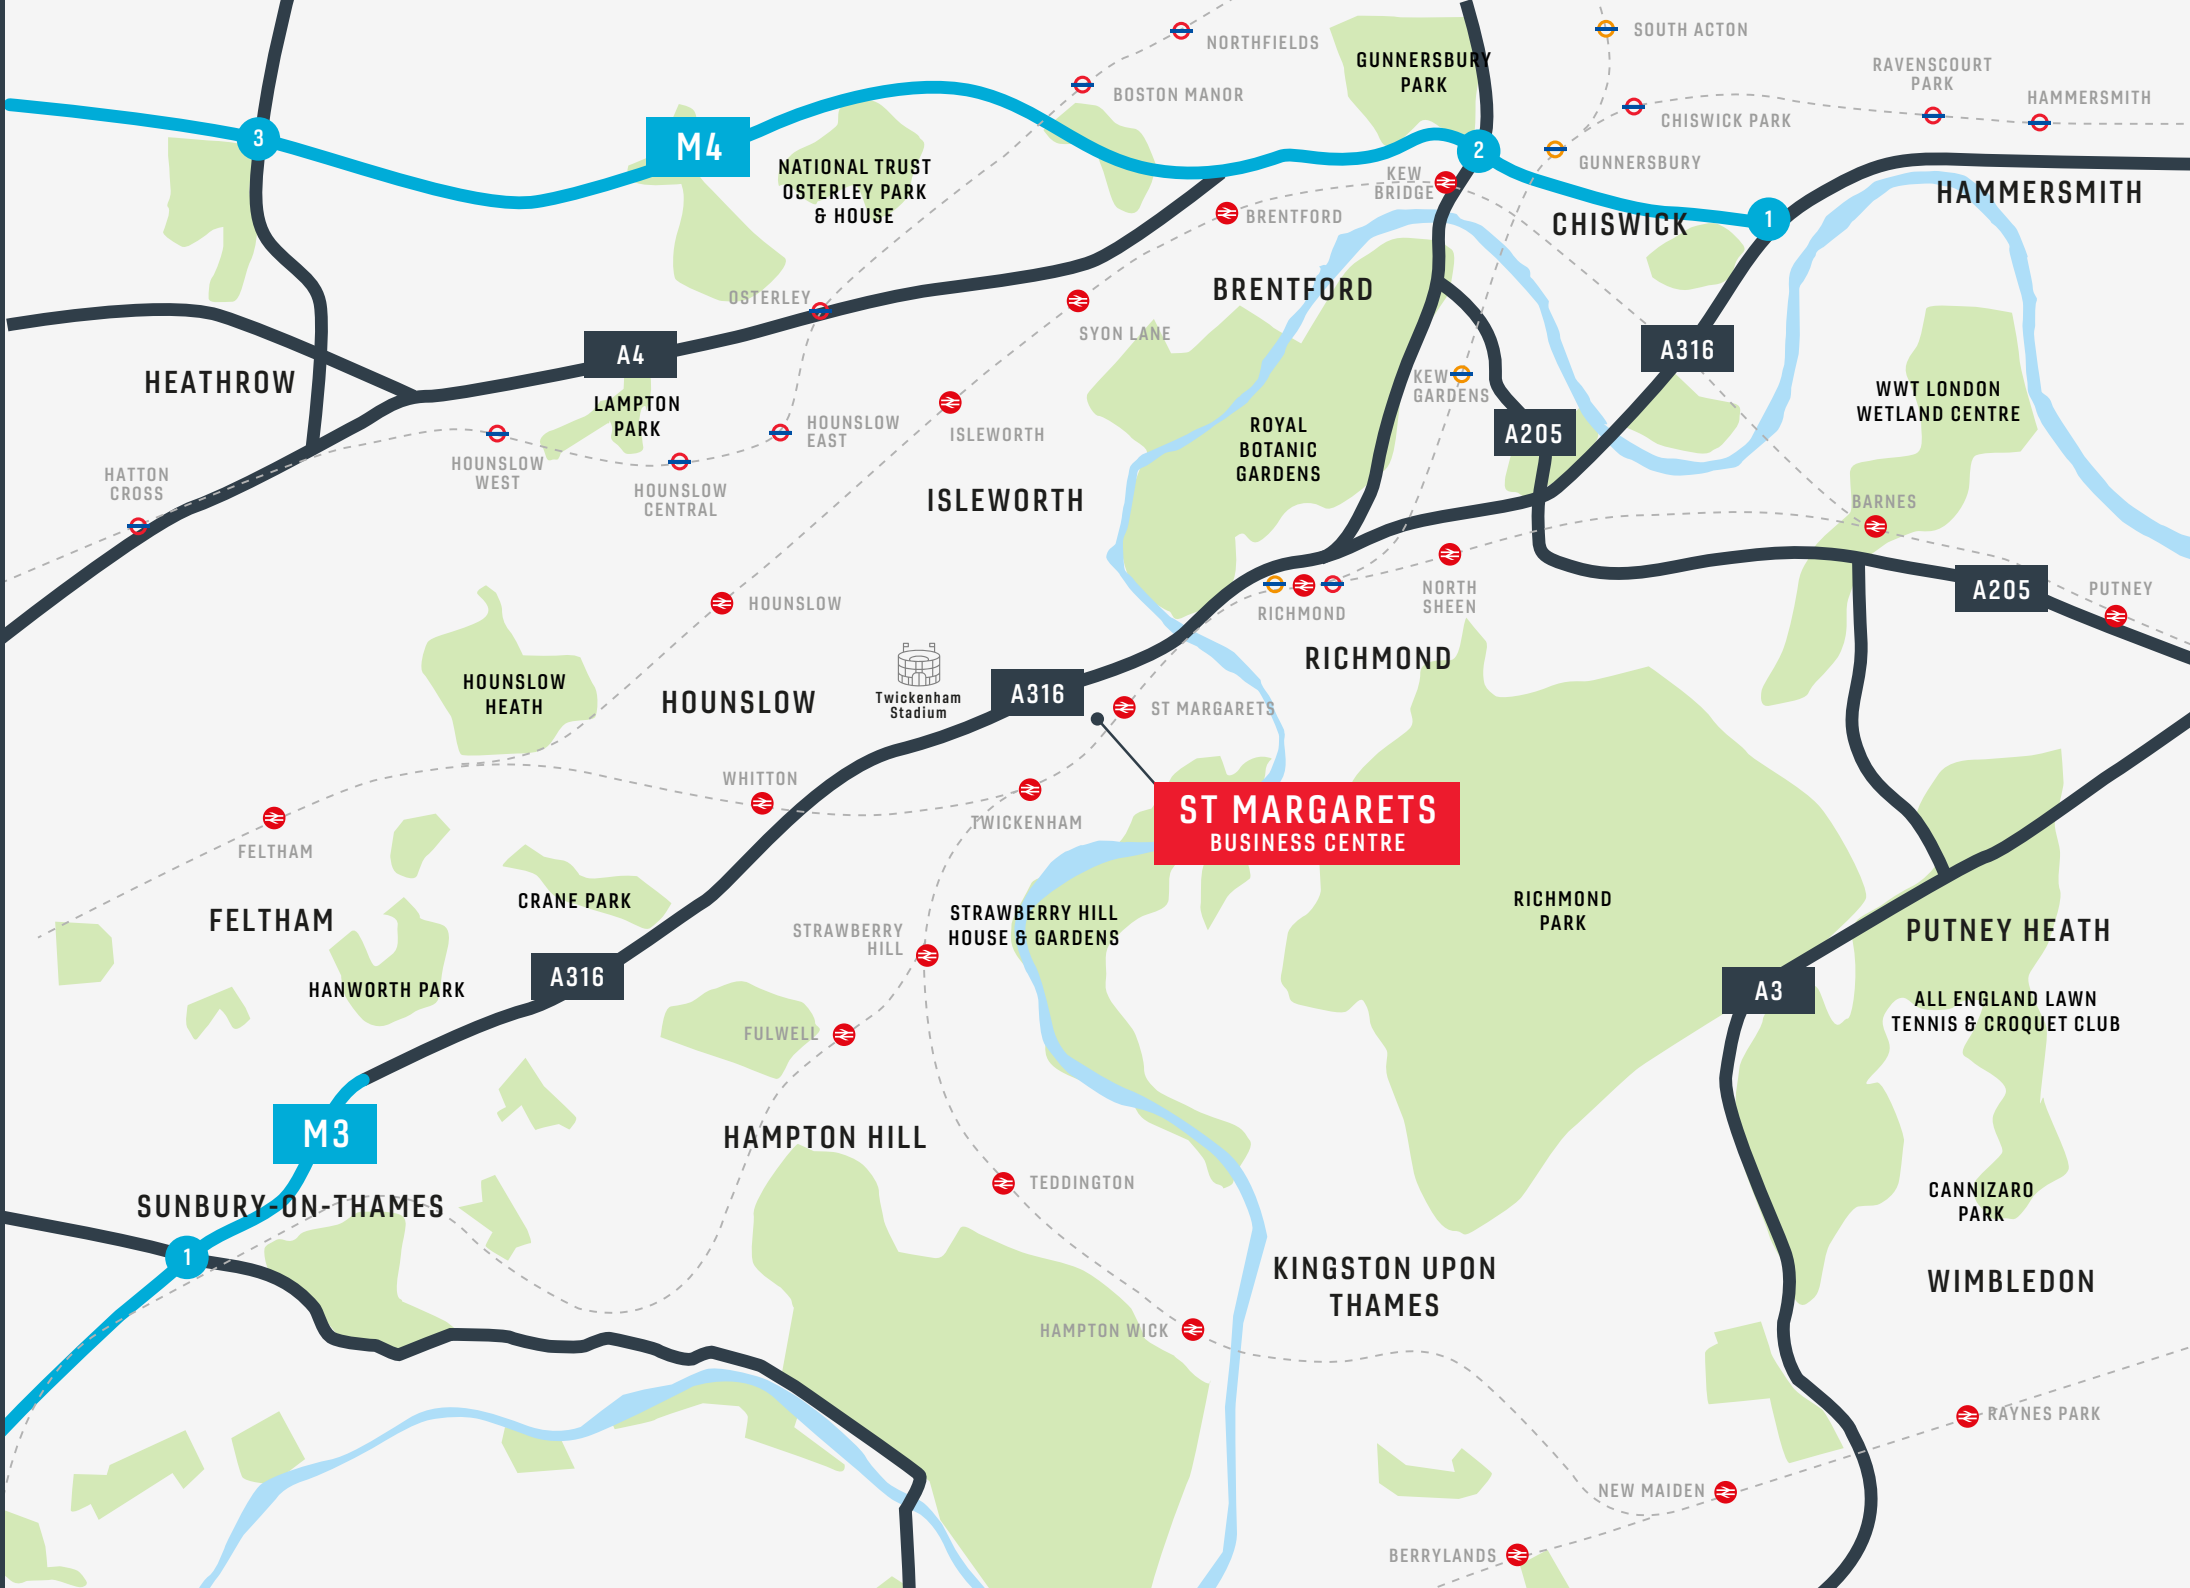 NORTHFIELDS
SOUTH ACTON
GUNNERSBURY
PARK
RAVENSCOURT
PARK
BOSTON MANOR
HAMMERSMITH
CHISWICK PARK
3
M4
2
GUNNERSBURY
NATIONAL TRUST
OSTERLEY PARK
& HOUSE
KEW
BRIDGE
HAMMERSMITH
BRENTFORD
CHISWICK
1
BRENTFORD
OSTERLEY
SYON LANE
A316
A4
HEATHROW
KEW
GARDENS
WWT LONDON
WETLAND CENTRE
LAMPTON
PARK
HOUNSLOW
EAST
ISLEWORTH
ROYAL
BOTANIC
GARDENS
A205
HATTON
CROSS
HOUNSLOW
WEST
HOUNSLOW
CENTRAL
ISLEWORTH
BARNES
HOUNSLOW
RICHMOND
NORTH
SHEEN
A205
PUTNEY
RICHMOND
HOUNSLOW
HEATH
HOUNSLOW
Twickenham
Stadium
A316
ST MARGARETS
WHITTON
TWICKENHAM
ST MARGARETS
BUSINESS CENTRE
FELTHAM
CRANE PARK
FELTHAM
STRAWBERRY HILL
HOUSE & GARDENS
STRAWBERRY
HILL
RICHMOND
PARK
PUTNEY HEATH
A316
HANWORTH PARK
A3
ALL ENGLAND LAWN
TENNIS & CROQUET CLUB
FULWELL
M3
HAMPTON HILL
TEDDINGTON
SUNBURY-ON-THAMES
CANNIZARO
PARK
1
KINGSTON UPON
THAMES
WIMBLEDON
HAMPTON WICK
RAYNES PARK
NEW MAIDEN
BERRYLANDS